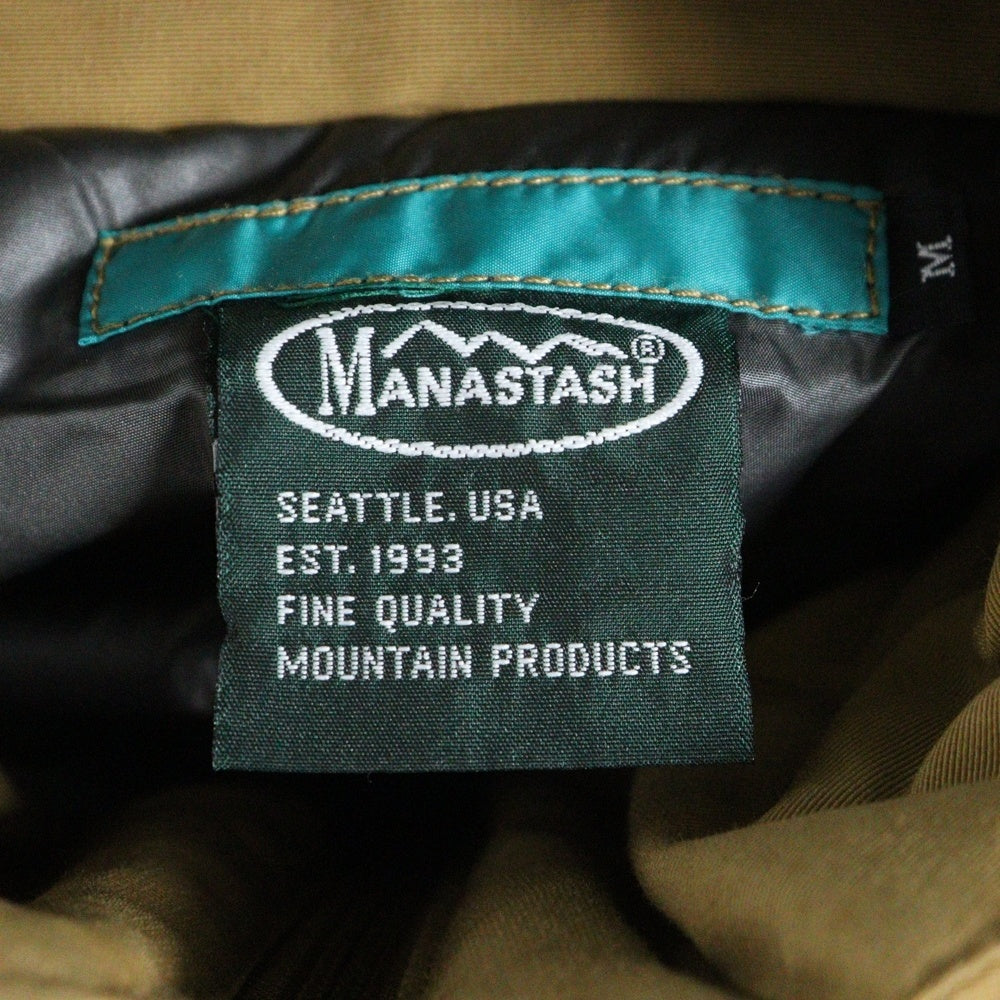 M
MANASTASH®
SEATTLE. USA
EST. 1993
FINE QUALITY
MOUNTAIN PRODUCTS